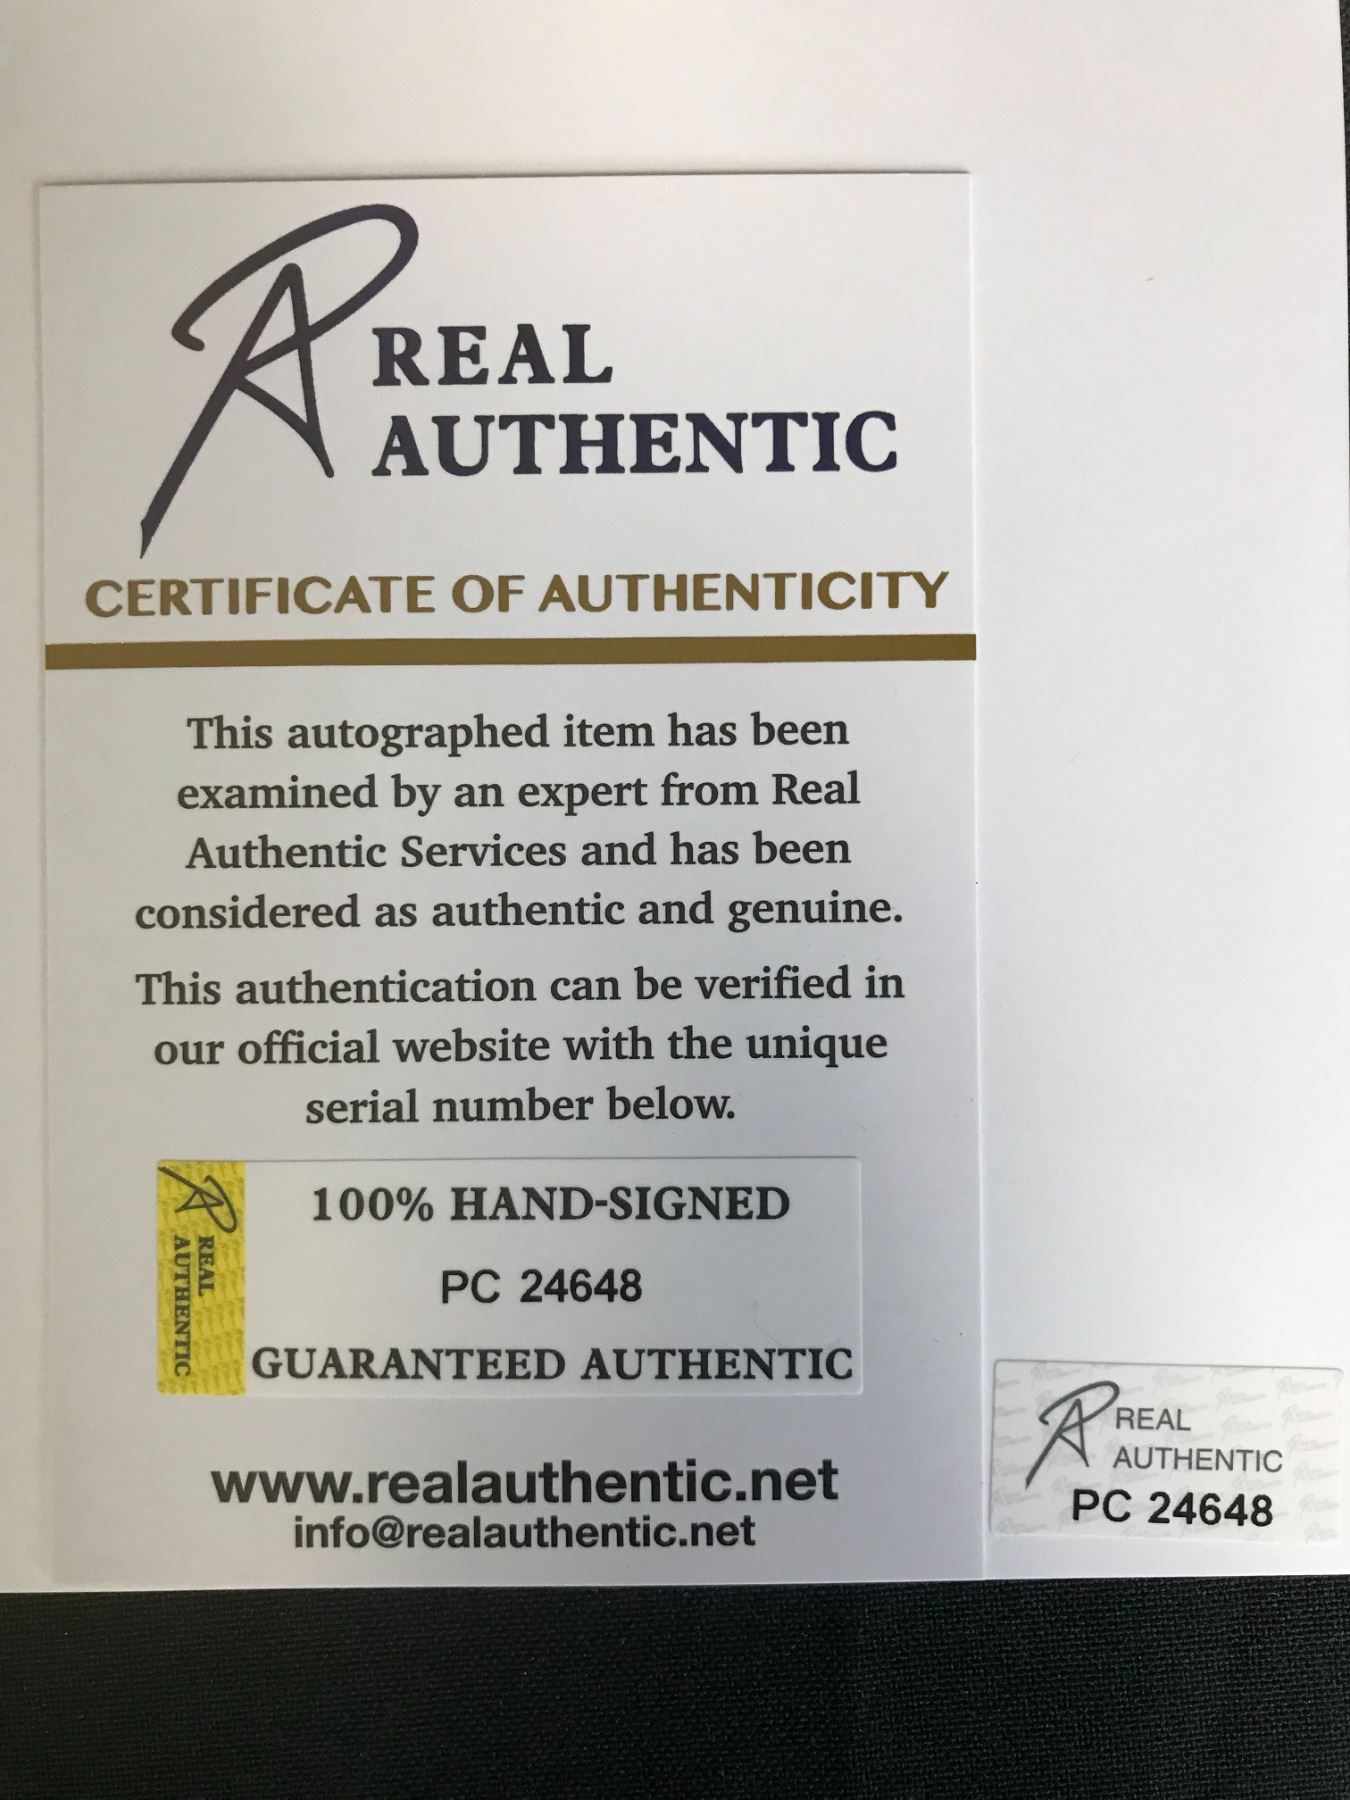 REAL
AUTHENTIC
CERTIFICATE OF AUTHENTICITY
This autographed item has been
examined by an expert from Real
Authentic Services and has been
considered as authentic and genuine.
This authentication can be verified in
our official website with the unique
serial number below.
REAL
AUTHENTIC
100% HAND-SIGNED
PC 24648
GUARANTEED AUTHENTIC
www.realauthentic.net
info@realauthentic.net
REAL
AUTHENTIC
PC 24648